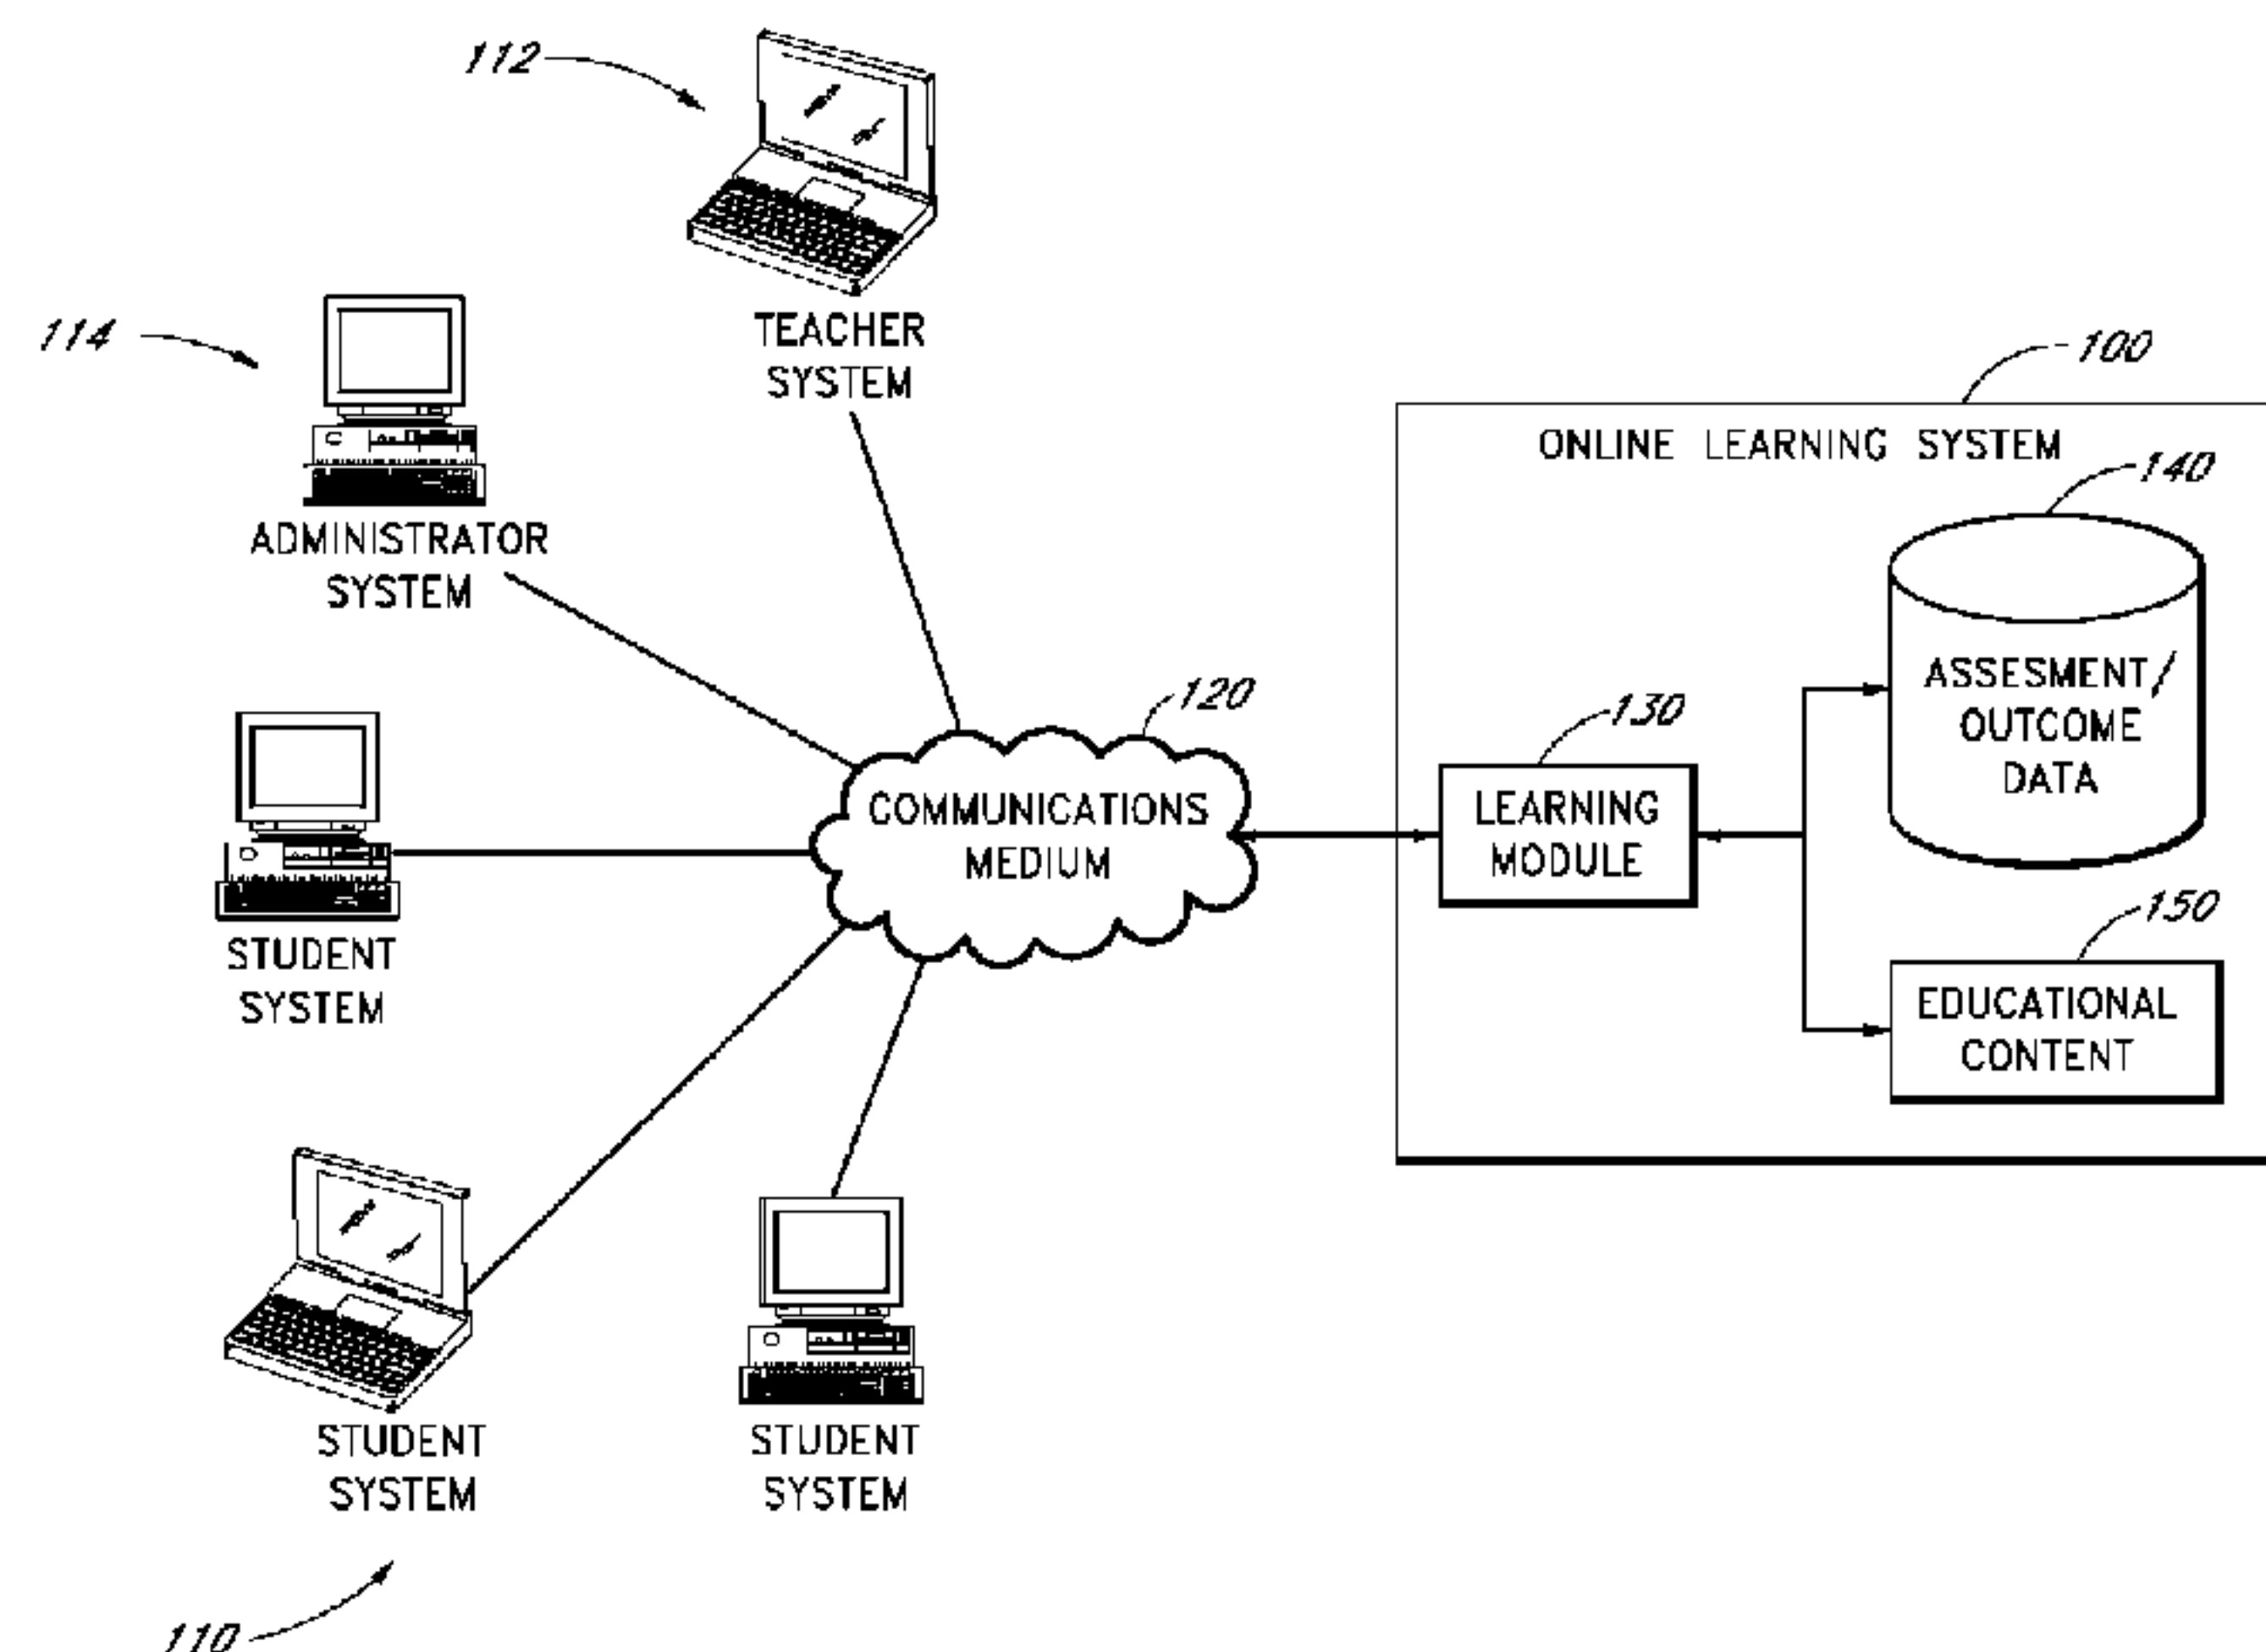 112
TEACHER
SYSTEM
114
ADMINISTRATOR
SYSTEM
100
ONLINE LEARNING SYSTEM
140
ASSESMENT/
OUTCOME
DATA
120
COMMUNICATIONS
MEDIUM
130
LEARNING
MODULE
150
EDUCATIONAL
CONTENT
STUDENT
SYSTEM
STUDENT
SYSTEM
STUDENT
SYSTEM
110